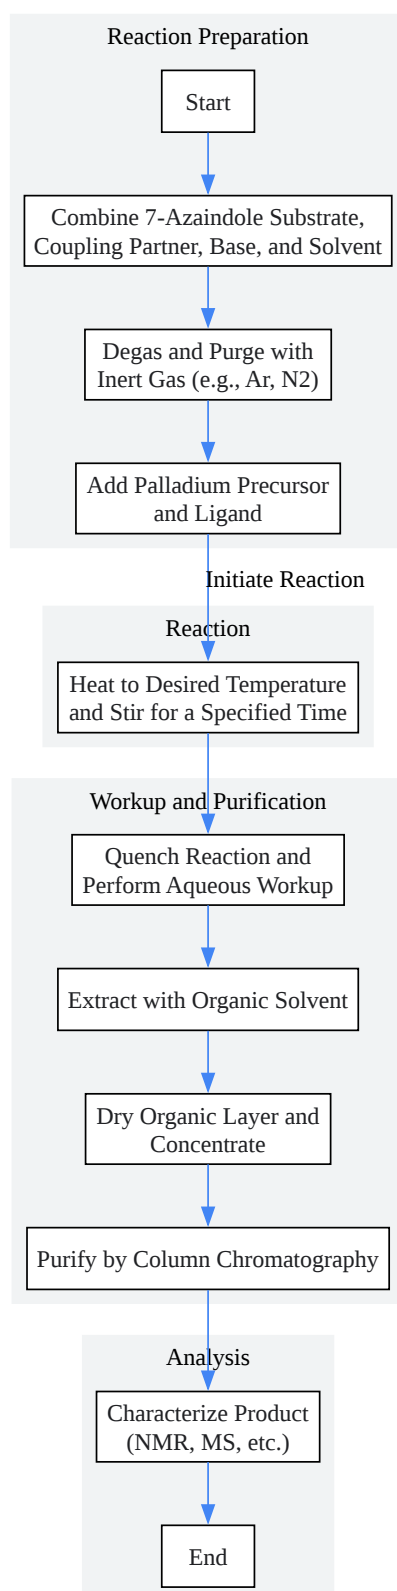 Reaction Preparation
Start
Combine 7-Azaindole Substrate,
Coupling Partner, Base, and Solvent
Degas and Purge with
Inert Gas (e.g., Ar, N2)
Add Palladium Precursor
and Ligand
Initiate Reaction
Reaction
Heat to Desired Temperature
and Stir for a Specified Time
Workup and Purification
Quench Reaction and
Perform Aqueous Workup
Extract with Organic Solvent
Dry Organic Layer and
Concentrate
Purify by Column Chromatography
Analysis
Characterize Product
(NMR, MS, etc.)
End